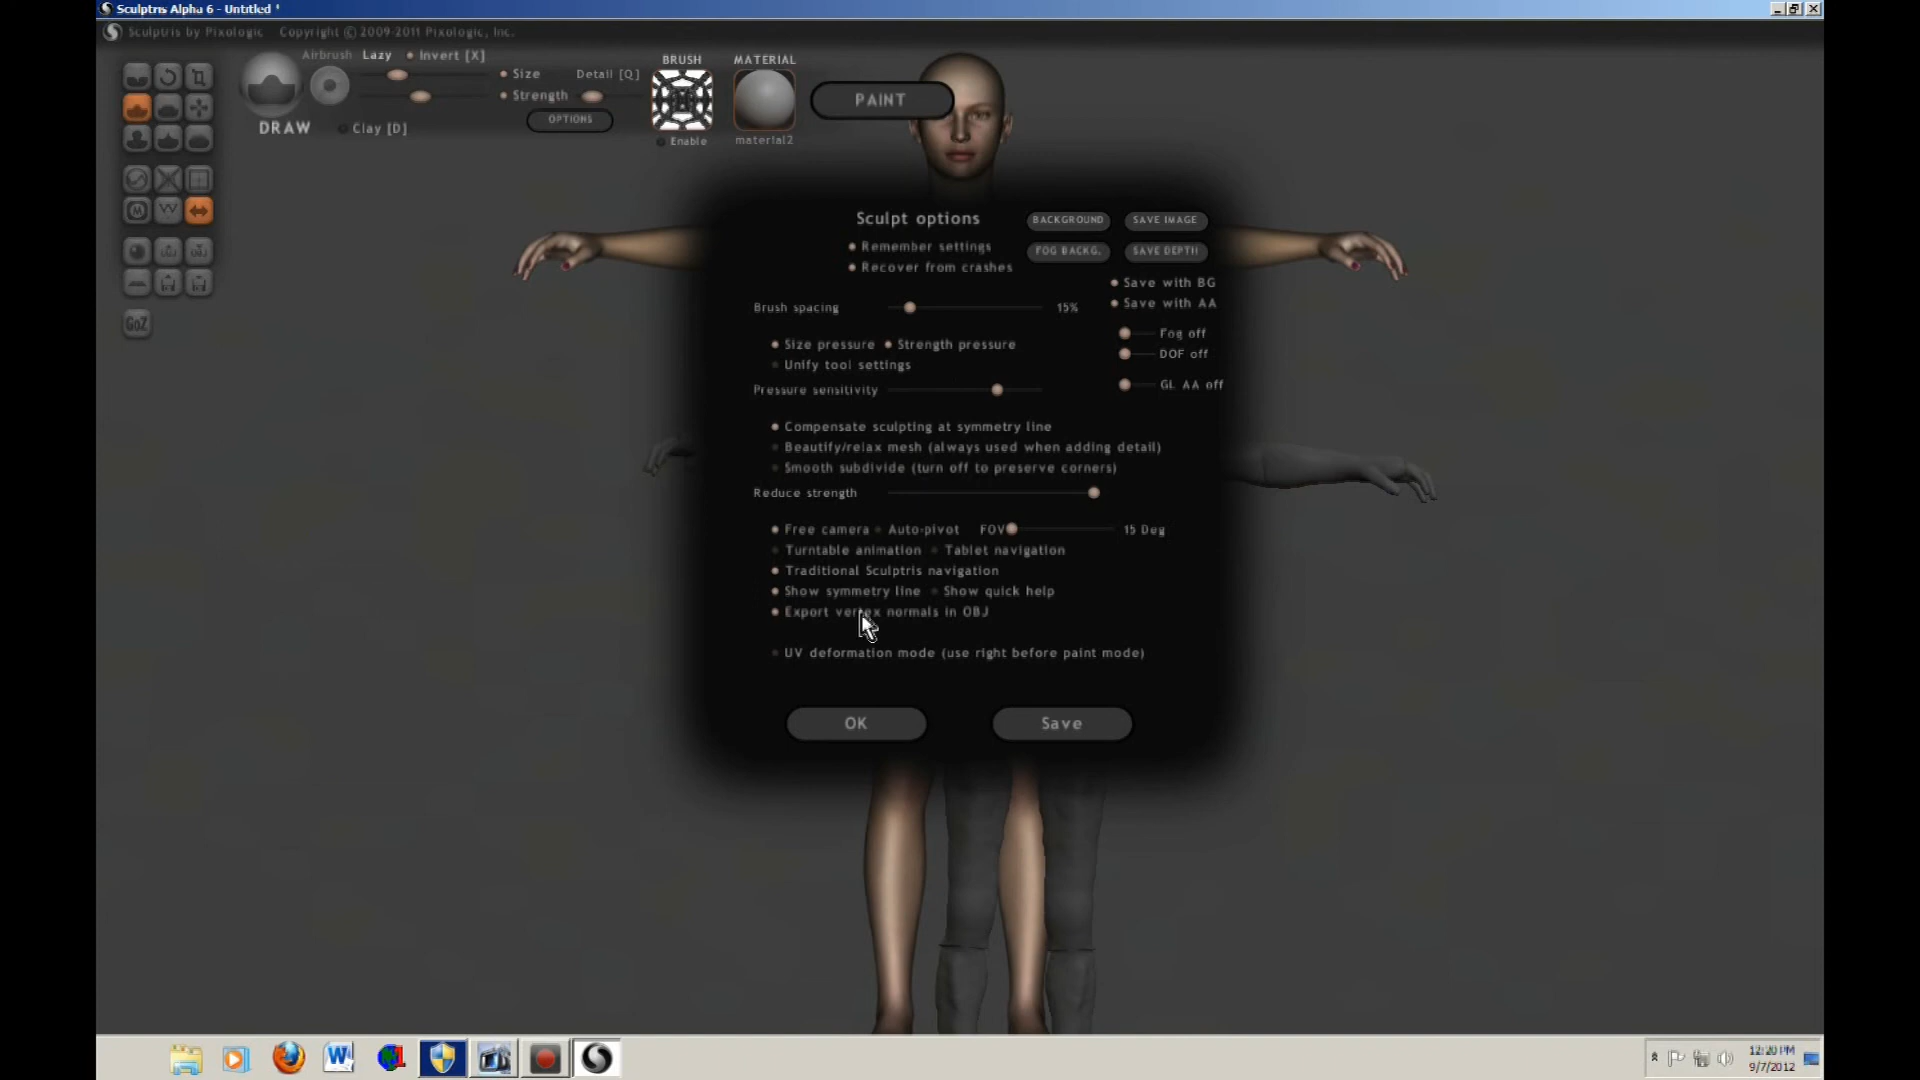 Sculptris Alpha 6 - Untitled *
Sculptris by Pixologic Copyright © 2009-2011 Pixologic, Inc.
Airbrush Lazy Invert [X]
Size Detail [Q]
Strength
OPTIONS
DRAW Clay [D]
BRUSH
Enable
MATERIAL
material2
PAINT
GoZ
Sculpt options
BACKGROUND SAVE IMAGE
Remember settings
FOG BACKG. SAVE DEPTH
Recover from crashes
Save with BG
Save with AA
Brush spacing 15%
Fog off
Size pressure Strength pressure
DOF off
Unify tool settings
GL AA off
Pressure sensitivity
Compensate sculpting at symmetry line
Beautify/relax mesh (always used when adding detail)
Smooth subdivide (turn off to preserve corners)
Reduce strength
Free camera Auto-pivot FOV 15 Deg
Turntable animation Tablet navigation
Traditional Sculptris navigation
Show symmetry line Show quick help
Export vertex normals in OBJ
UV deformation mode (use right before paint mode)
OK Save
12:20 PM
9/7/2012